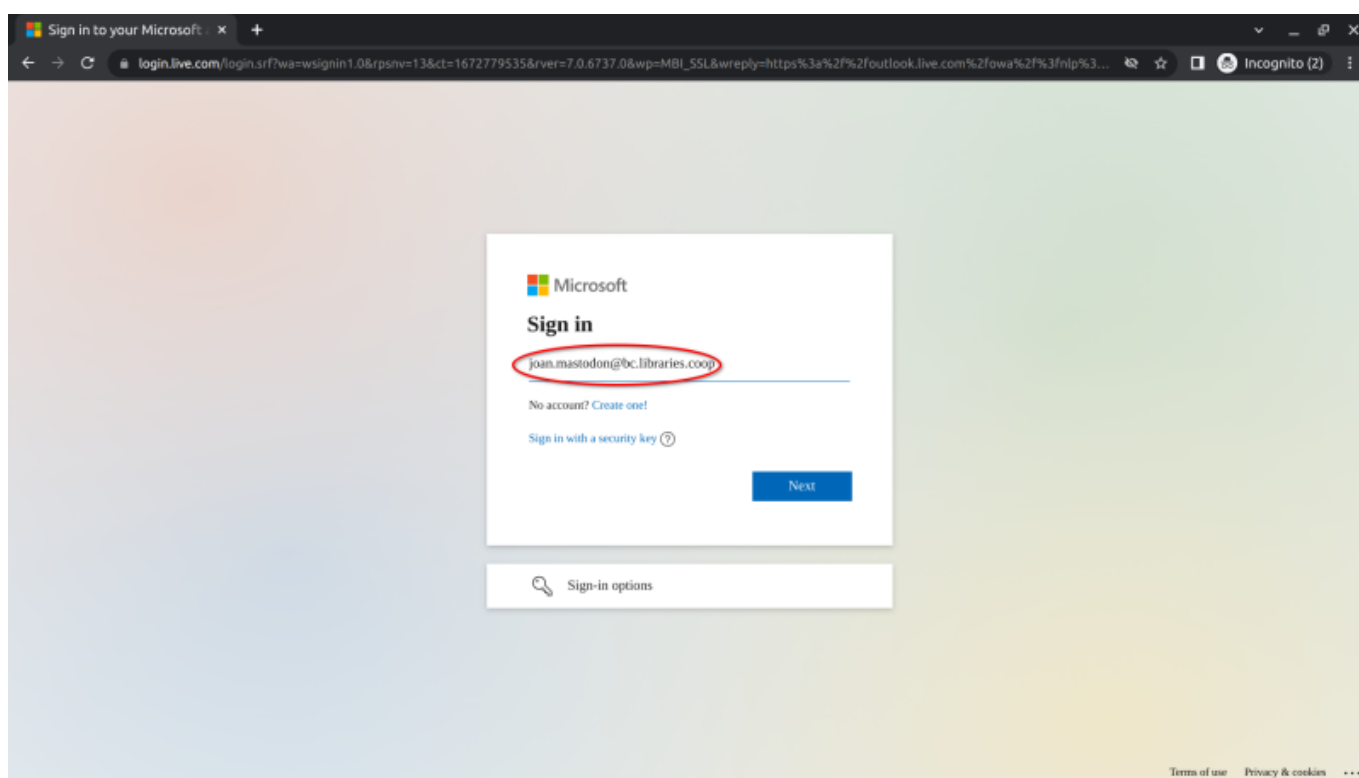 Sign in to your Microsoft
login.live.com/login.srf?wa=wsignin1.0&rpsnv=13&ct=1672779535&rver=7.0.6737.0&wp=MBI_SSL&wreply=https%3a%2f%2foutlook.live.com%2fowa%2f%3fnlp%3... Incognito (2)
Microsoft
Sign in
joan.mastodon@bc.libraries.coop
No account? Create one!
Sign in with a security key
Next
Sign-in options
Terms of use Privacy & cookies ...